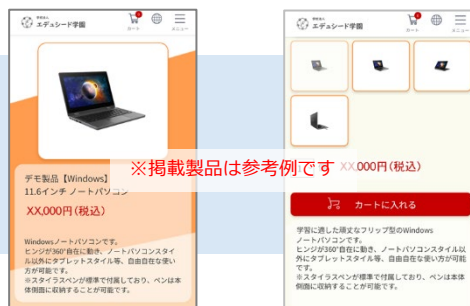 エデュシード学園
カート
メニュー
デモ製品【Windows】
11.6インチ ノートパソコン
XX,000円(税込)
Windowsノートパソコンです。
ヒンジが360°自在に動き、ノートパソコンスタイ
ル以外にタブレットスタイル等、自由自在な使い
方が可能です。
※スタイラスペンが標準で付属しており、ペンは本
体側面に収納することが可能です。
※掲載製品は参考例です
エデュシード学園
カート
メニュー
XX,000円(税込)
カートに入れる
学習に適した頑丈なフリップ型のWindows
ノートパソコンです。
ヒンジが360°自在に動き、ノートパソコンスタイル以
外にタブレットスタイル等、自由自在な使い方が可能
です。
※スタイラスペンが標準で付属しており、ペンは本体
側面に収納することが可能です。